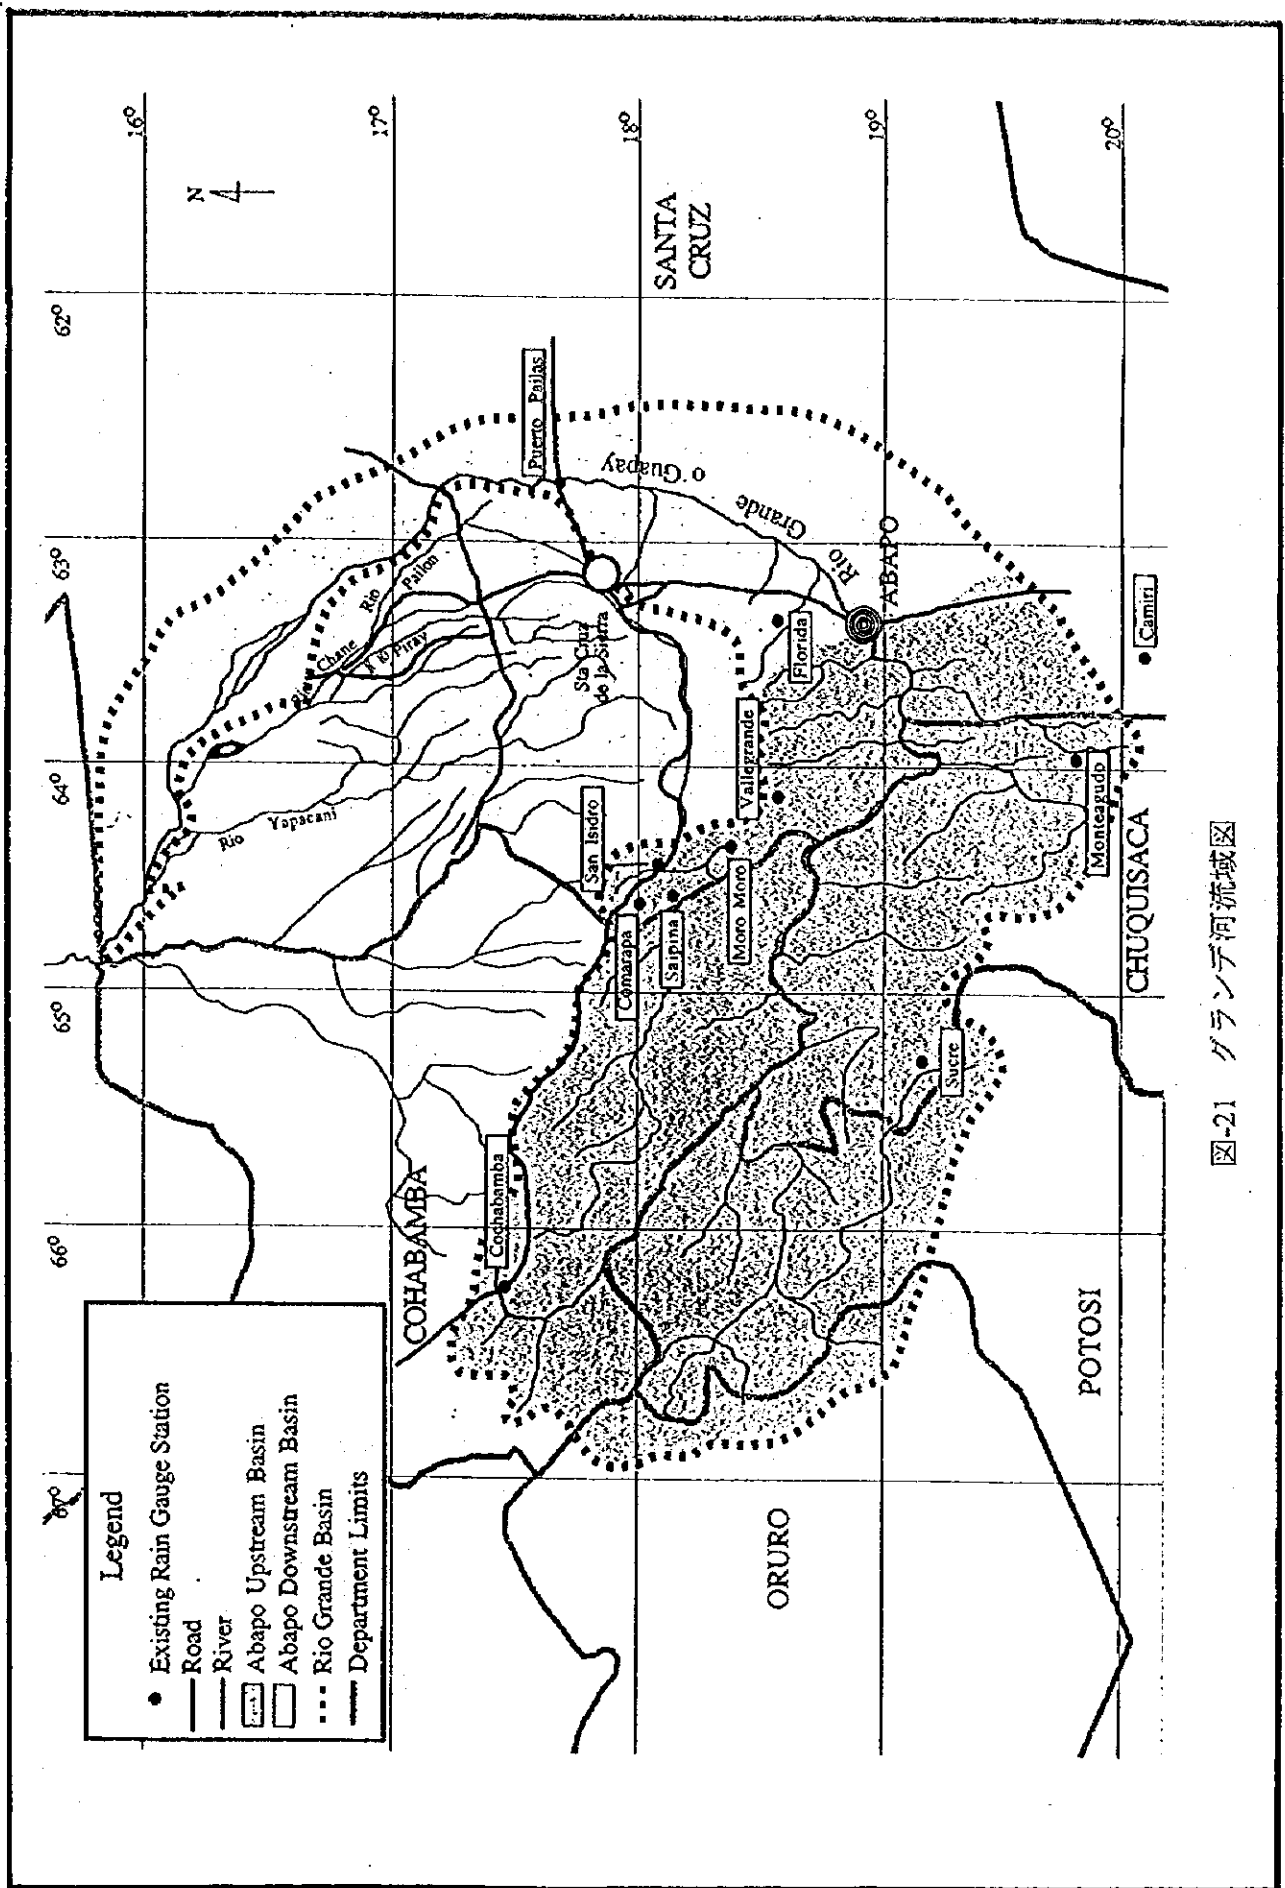 Legend
Existing Rain Gauge Station
Road
River
Abapo Upstream Basin
Abapo Downstream Basin
Rio Grande Basin
Department Limits
67°
66°
65°
64°
63°
62°
16°
17°
18°
19°
20°
N
COHABAMBA
SANTA
CRUZ
ORURO
POTOSI
CHUQUISACA
Cochabamba
Comarapa
San Isidro
Saipina
Moro Moro
Vallegrande
Florida
Puerto Pailas
Sucre
Monteagudo
Camiri
ABAPO
Sta Cruz
de la Sierra
Rio Yapacani
Rio Chane
Piray
Rio Pailon
Rio Grande o Guapay
図-21 グランデ河流域図